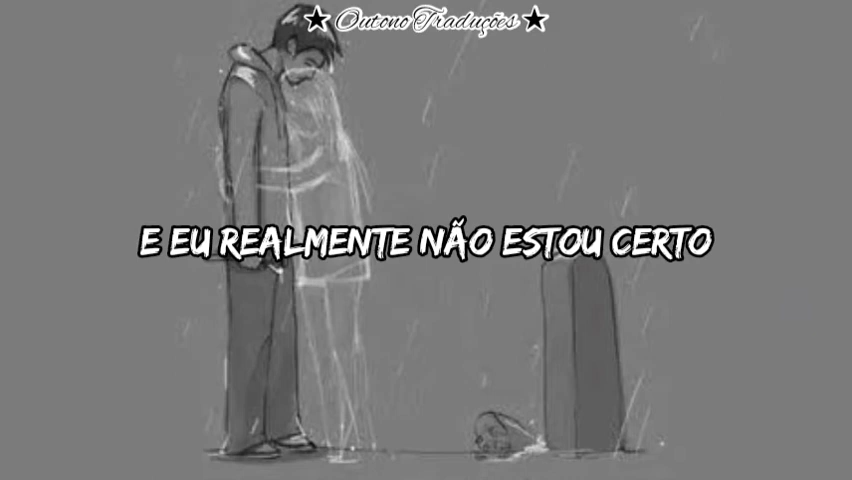 ★ Outono Traduções ★
E EU REALMENTE NÃO ESTOU CERTO